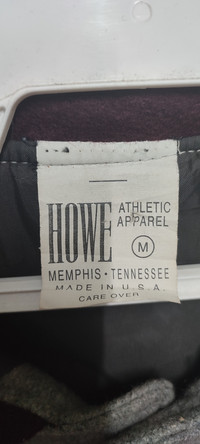 HOWE ATHLETIC
APPAREL
M
MEMPHIS · TENNESSEE
MADE IN U.S.A.
CARE OVER